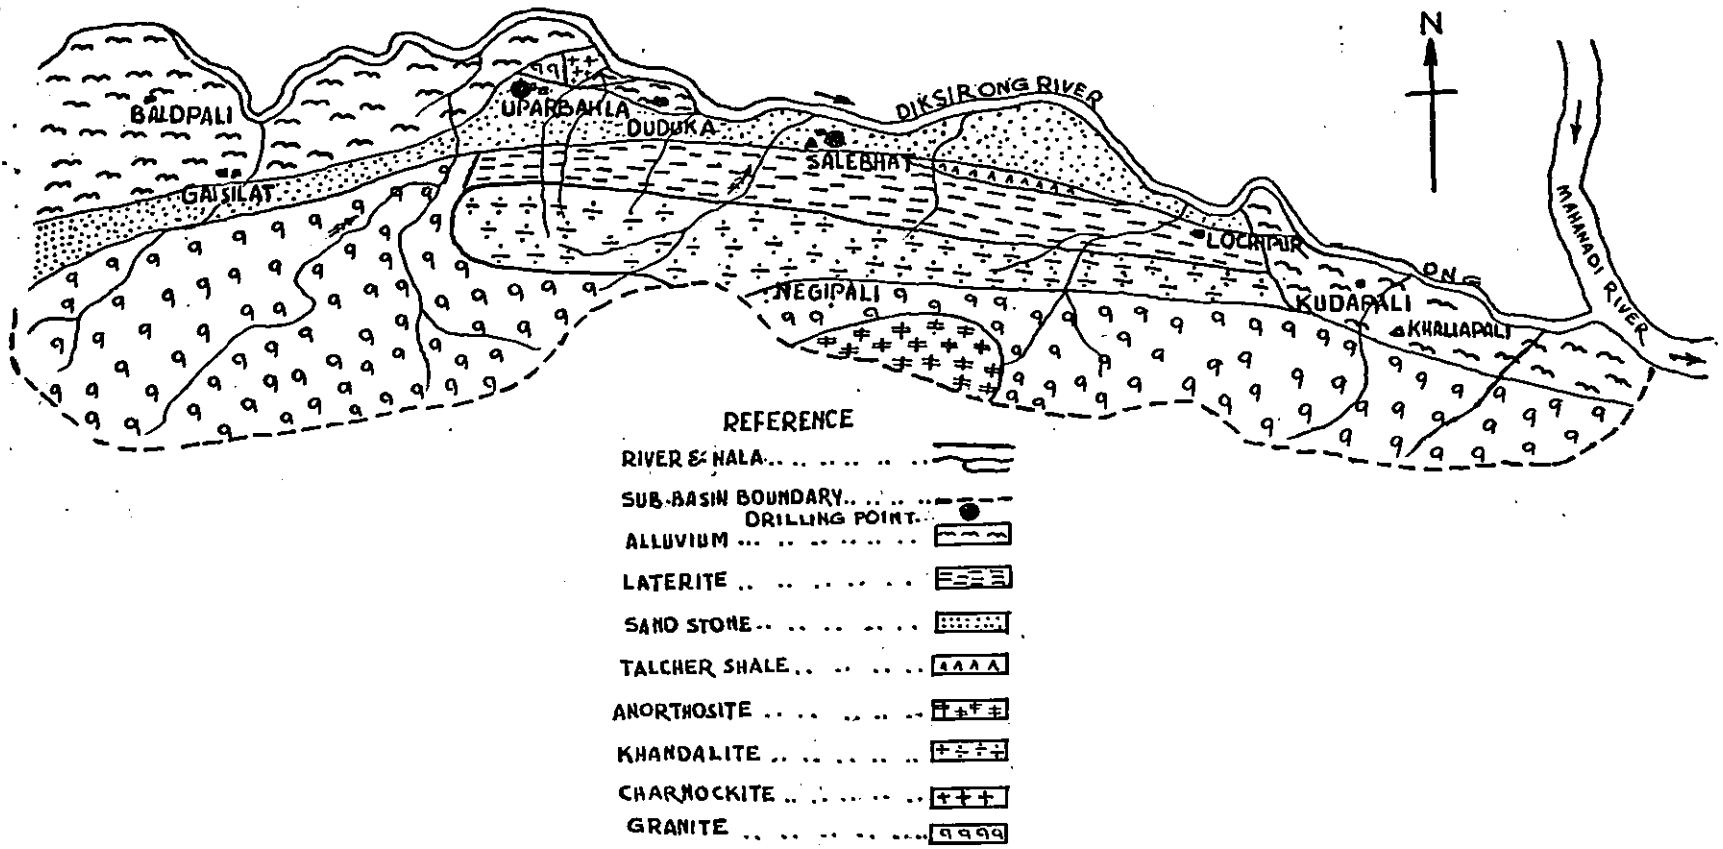 N
DIKSIRONG RIVER
BALDPALI
UPARBAHLA
DUDUKA
SALEBHAT
GAISILAT
MAHANADI RIVER
LOCHIPUR
ONG
NEGIPALI
KUDAPALI
KHALIAPALI
REFERENCE
RIVER & NALA.. .. .. .. ..
SUB-BASIN BOUNDARY.. .. ..
DRILLING POINT..
ALLUVIUM ... .. .. .. .. ..
LATERITE .. .. .. .. ..
SAND STONE.. .. .. .. ..
TALCHER SHALE.. .. .. ..
ANORTHOSITE .. .. .. .. ..
KHANDALITE .. .. .. .. ..
CHARNOCKITE .. .. .. .. ..
GRANITE .. .. .. .. ....